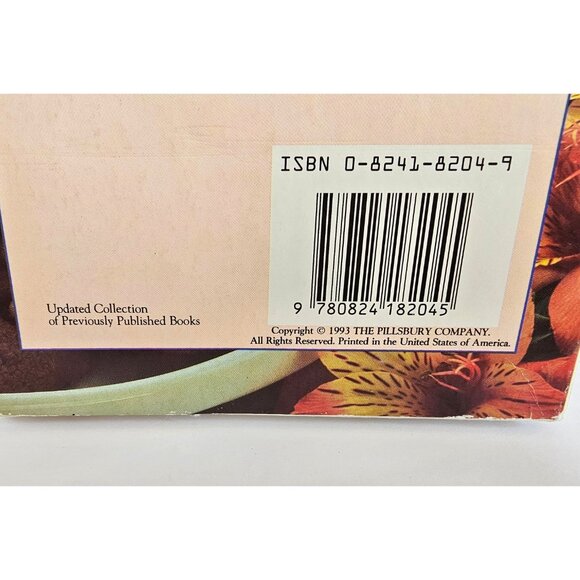 ISBN 0-8241-8204-9
9 780824 182045
Updated Collection
of Previously Published Books
Copyright © 1993 THE PILLSBURY COMPANY.
All Rights Reserved. Printed in the United States of America.